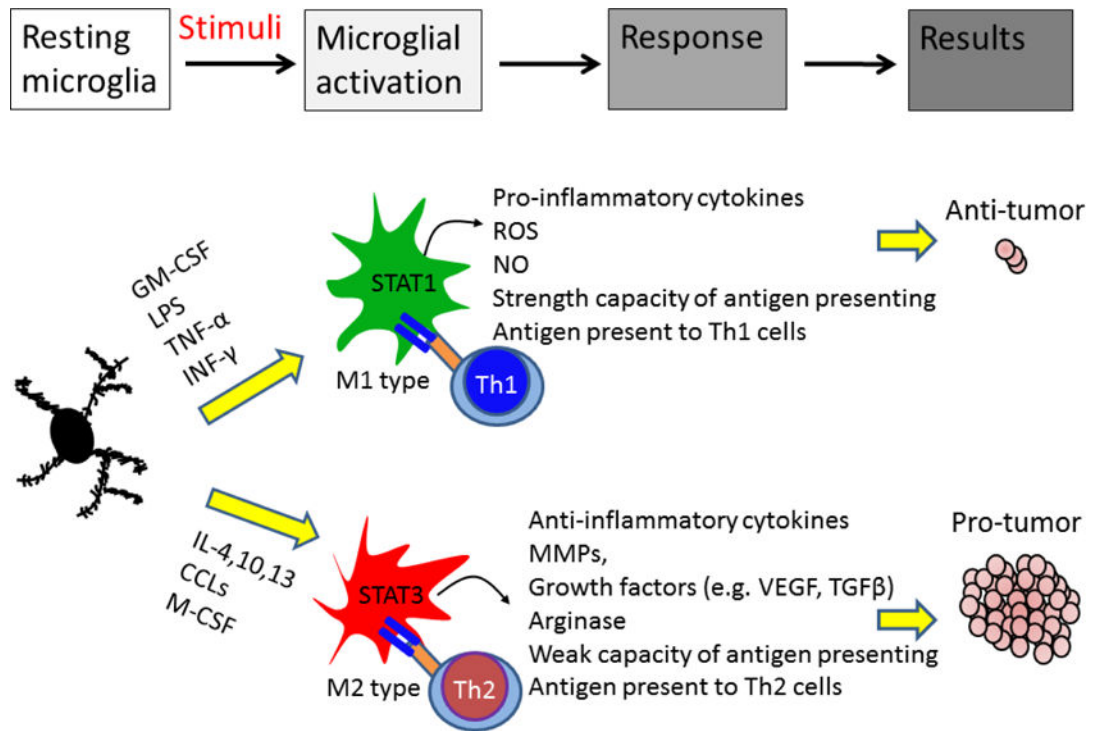 Resting
microglia
Stimuli
Microglial
activation
Response
Results
GM-CSF
LPS
TNF-α
INF-γ
STAT1
M1 type
Th1
Pro-inflammatory cytokines
ROS
NO
Strength capacity of antigen presenting
Antigen present to Th1 cells
Anti-tumor
IL-4,10,13
CCLs
M-CSF
STAT3
M2 type
Th2
Anti-inflammatory cytokines
MMPs,
Growth factors (e.g. VEGF, TGFβ)
Arginase
Weak capacity of antigen presenting
Antigen present to Th2 cells
Pro-tumor